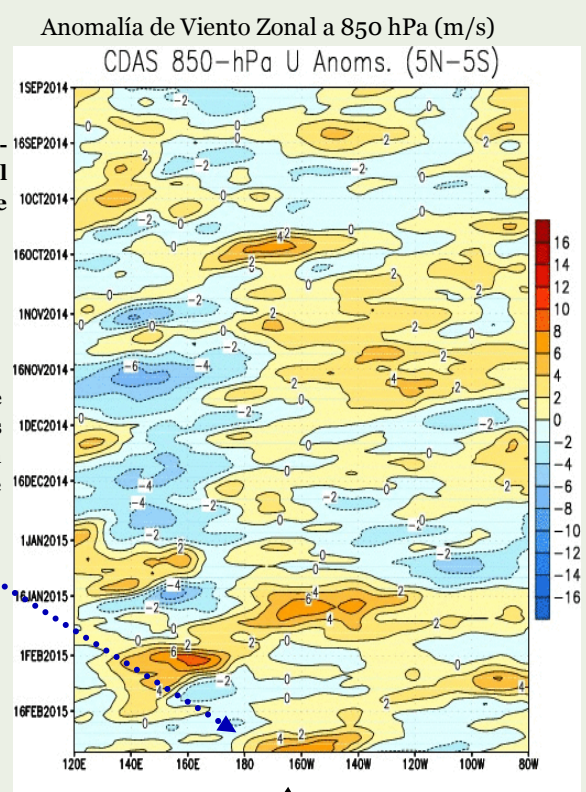 Anomalía de Viento Zonal a 850 hPa (m/s)
CDAS 850-hPa U Anoms. (5N-5S)
1SEP2014
16SEP2014
1OCT2014
16OCT2014
1NOV2014
16NOV2014
1DEC2014
16DEC2014
1JAN2015
16JAN2015
1FEB2015
16FEB2015
120E 140E 160E 180 160W 140W 120W 100W 80W
16
14
12
10
8
6
4
2
0
-2
-4
-6
-8
-10
-12
-14
-16